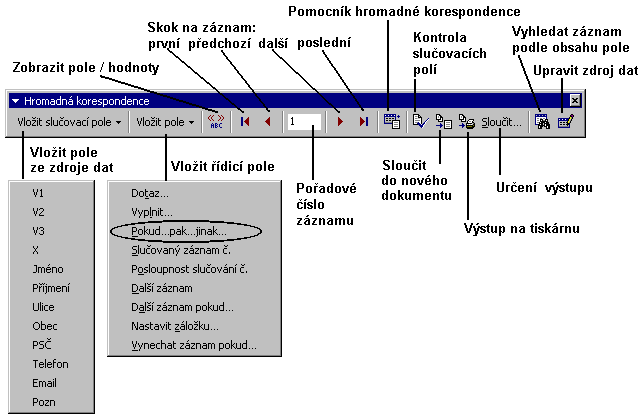 Pomocník hromadné korespondence
Skok na záznam:
první předchozí další poslední
Kontrola
slučovacích
polí
Vyhledat záznam
podle obsahu pole
Zobrazit pole / hodnoty
Upravit zdroj dat
Hromadná korespondence
Vložit slučovací pole
Vložit pole
ABC
1
Sloučit...
Vložit pole
ze zdroje dat
Vložit řídicí pole
Pořadové
číslo
záznamu
Sloučit
do nového
dokumentu
Určení výstupu
Výstup na tiskárnu
V1
V2
V3
X
Jméno
Příjmení
Ulice
Obec
PSČ
Telefon
Email
Pozn
Dotaz...
Vyplnit...
Pokud...pak...jinak...
Slučovaný záznam č.
Posloupnost slučování č.
Další záznam
Další záznam pokud...
Nastavit záložku...
Vynechat záznam pokud...